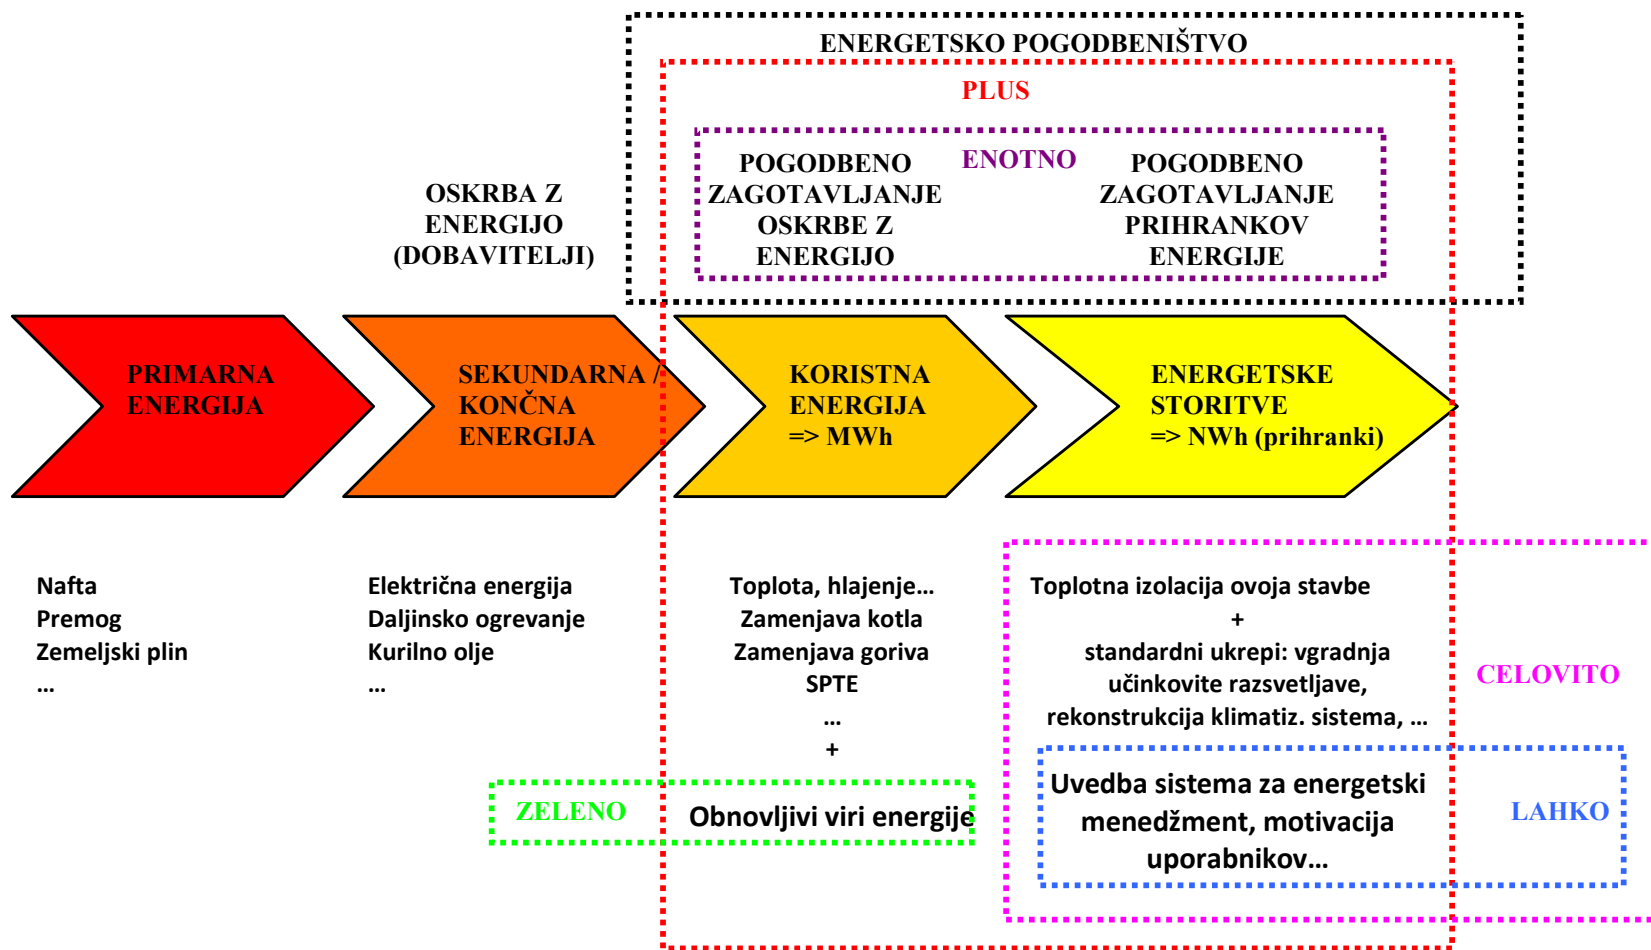 ENERGETSKO POGODBENIŠTVO
PLUS
ENOTNO
OSKRBA Z
ENERGIJO
(DOBAVITELJI)
POGODBENO
ZAGOTAVLJANJE
OSKRBE Z
ENERGIJO
POGODBENO
ZAGOTAVLJANJE
PRIHRANKOV
ENERGIJE
PRIMARNA
ENERGIJA
SEKUNDARNA /
KONČNA
ENERGIJA
KORISTNA
ENERGIJA
=> MWh
ENERGETSKE
STORITVE
=> NWh (prihranki)
Nafta
Premog
Zemeljski plin
...
Električna energija
Daljinsko ogrevanje
Kurilno olje
...
Toplota, hlajenje...
Zamenjava kotla
Zamenjava goriva
SPTE
...
+
ZELENO
Obnovljivi viri energije
Toplotna izolacija ovoja stavbe
+
standardni ukrepi: vgradnja
učinkovite razsvetljave,
rekonstrukcija klimatiz. sistema, ...
CELOVITO
Uvedba sistema za energetski
menedžment, motivacija
uporabnikov...
LAHKO